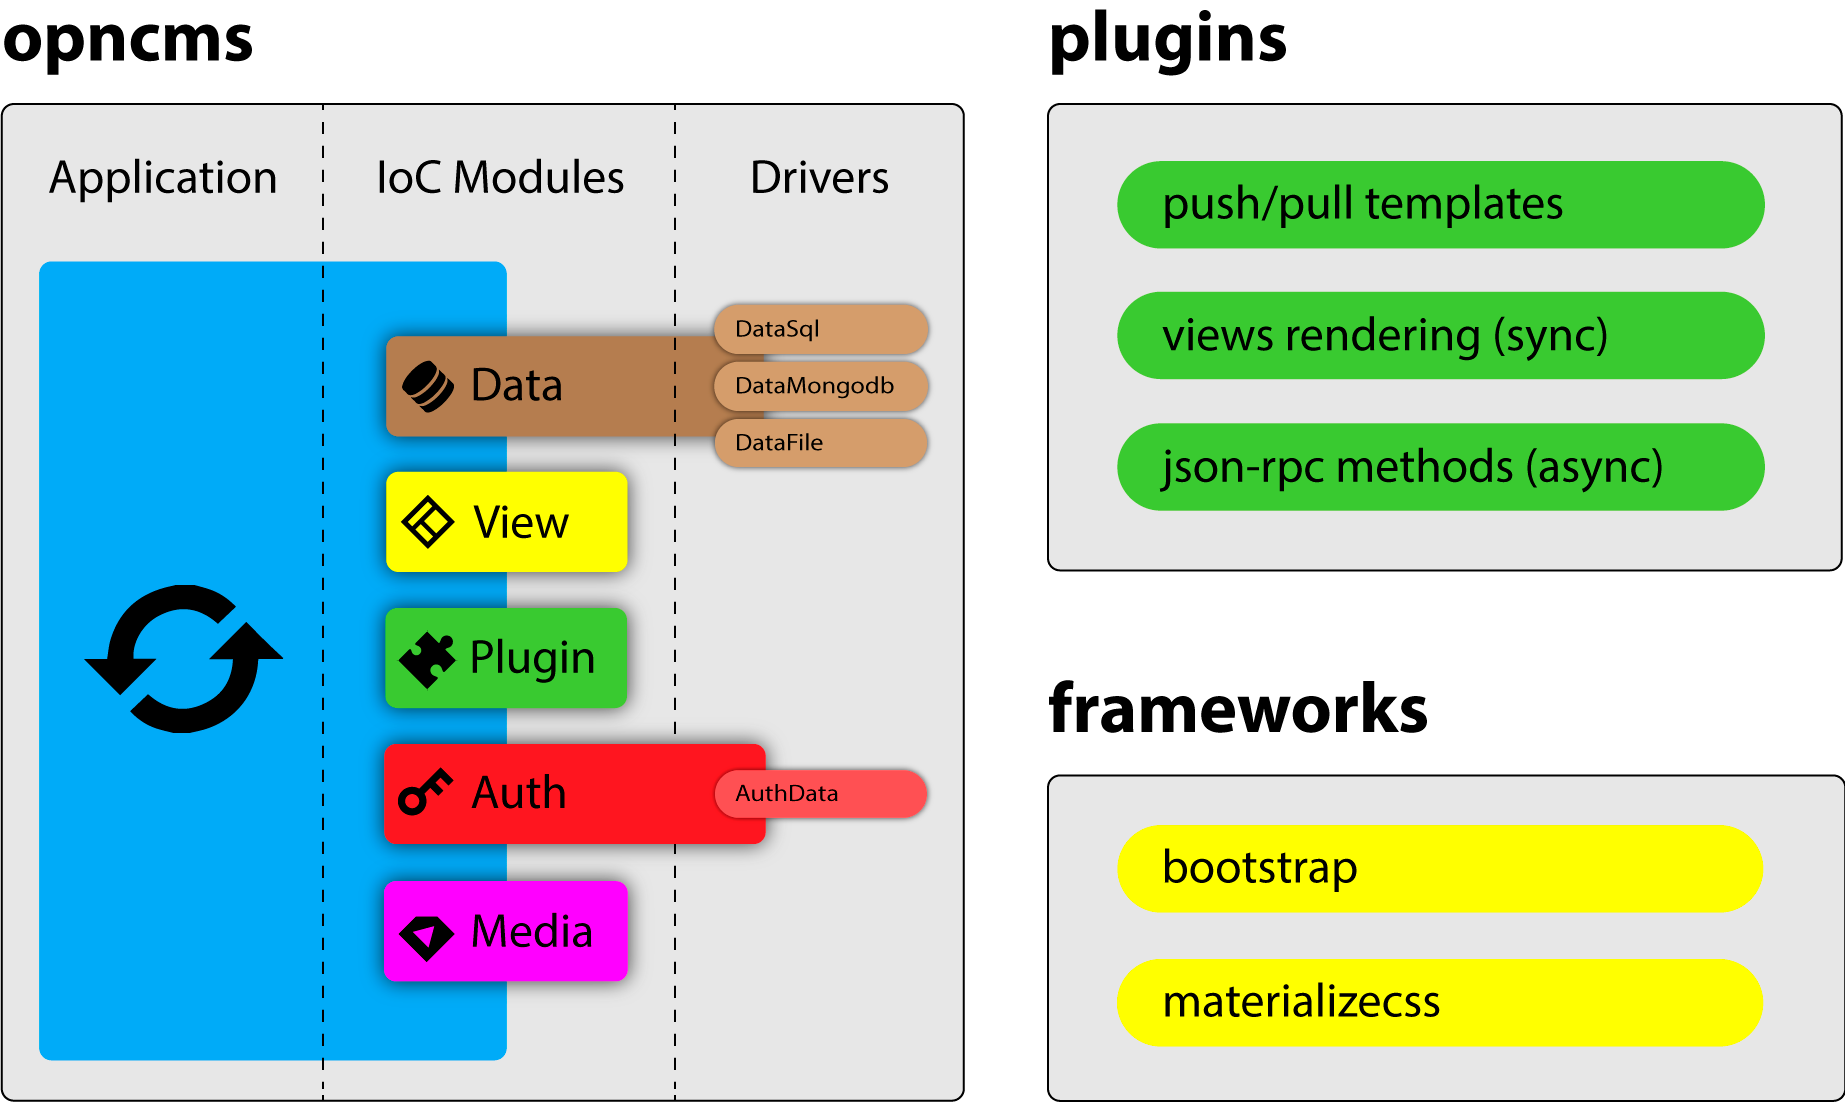 opncms
Application
IoC Modules
Drivers
Data
DataSql
DataMongodb
DataFile
View
Plugin
Auth
AuthData
Media
plugins
push/pull templates
views rendering (sync)
json-rpc methods (async)
frameworks
bootstrap
materializecss